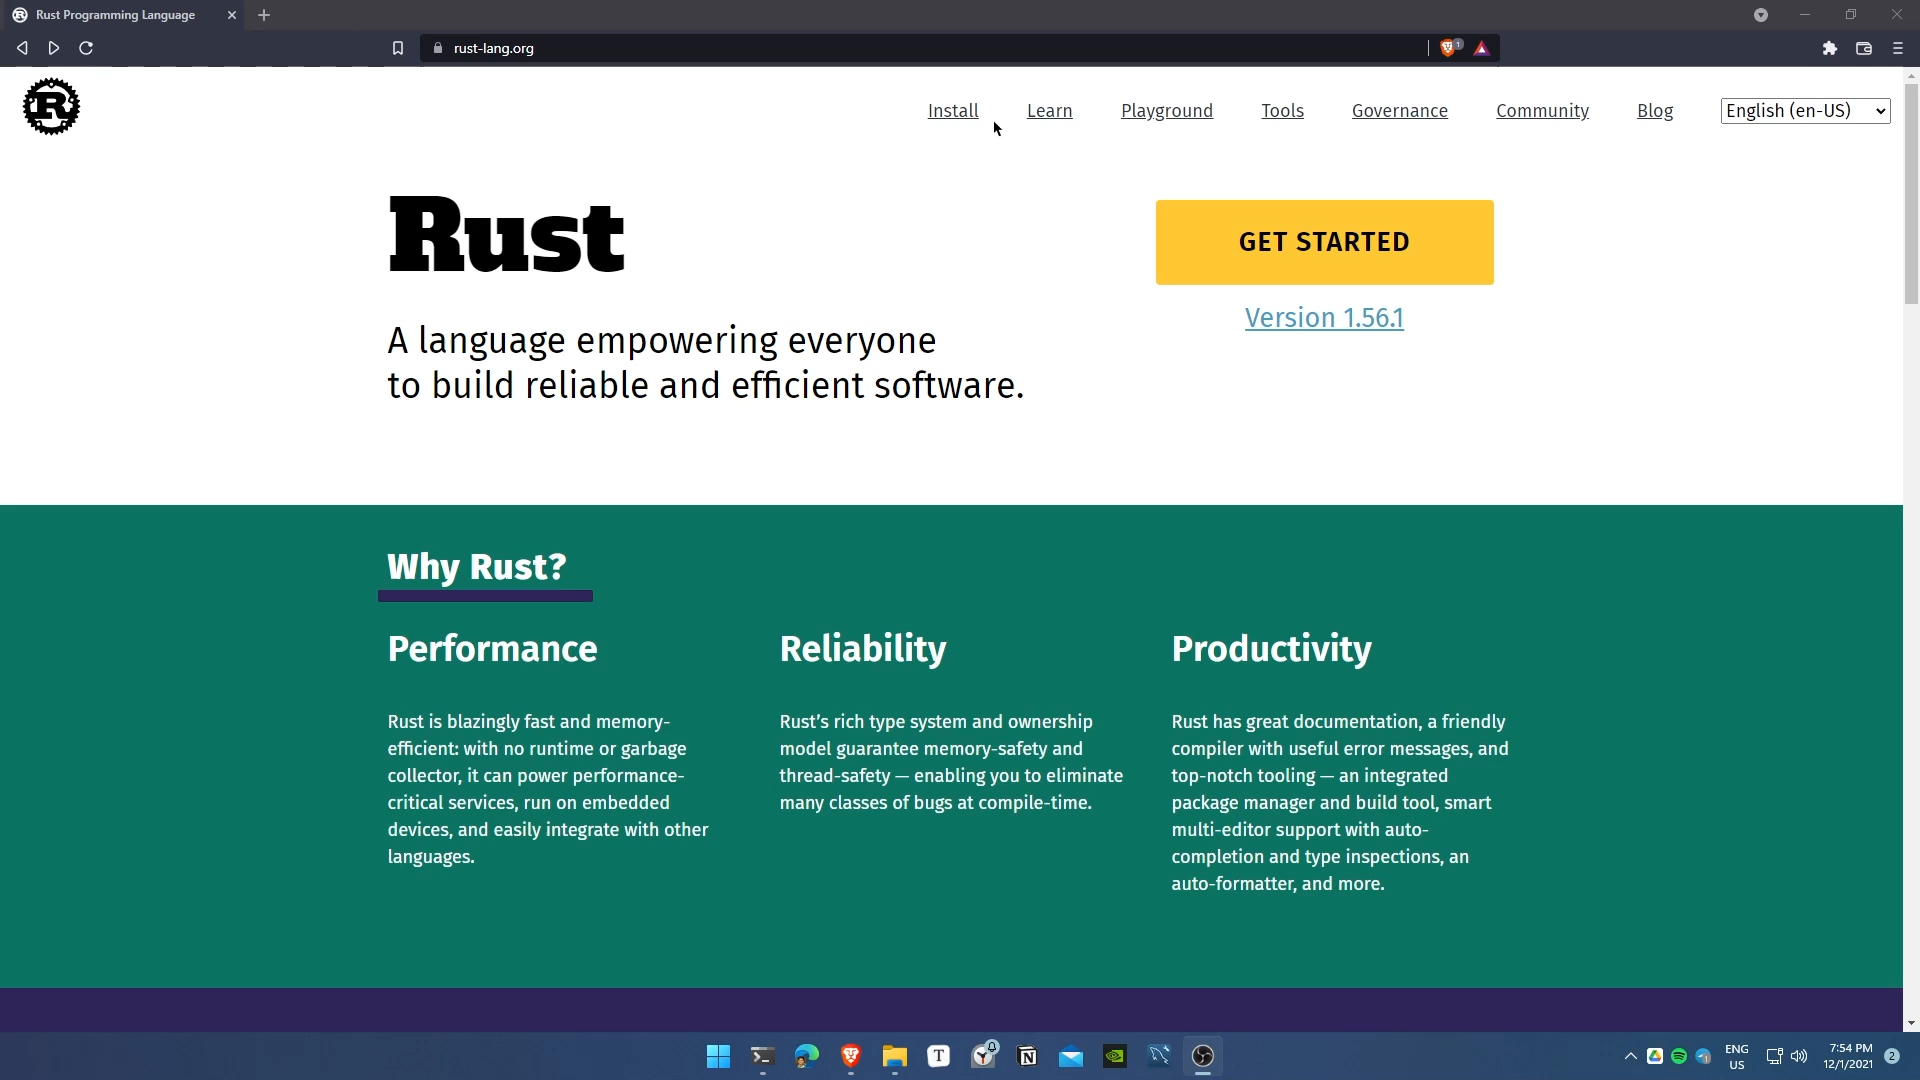 Rust Programming Language
rust-lang.org
1
Install Learn Playground Tools Governance Community Blog English (en-US)
R
Rust
GET STARTED
Version 1.56.1
A language empowering everyone
to build reliable and efficient software.
Why Rust?
Performance
Rust is blazingly fast and memory-
efficient: with no runtime or garbage
collector, it can power performance-
critical services, run on embedded
devices, and easily integrate with other
languages.
Reliability
Rust’s rich type system and ownership
model guarantee memory-safety and
thread-safety — enabling you to eliminate
many classes of bugs at compile-time.
Productivity
Rust has great documentation, a friendly
compiler with useful error messages, and
top-notch tooling — an integrated
package manager and build tool, smart
multi-editor support with auto-
completion and type inspections, an
auto-formatter, and more.
T
N
ENG
US
7:54 PM
12/1/2021
2